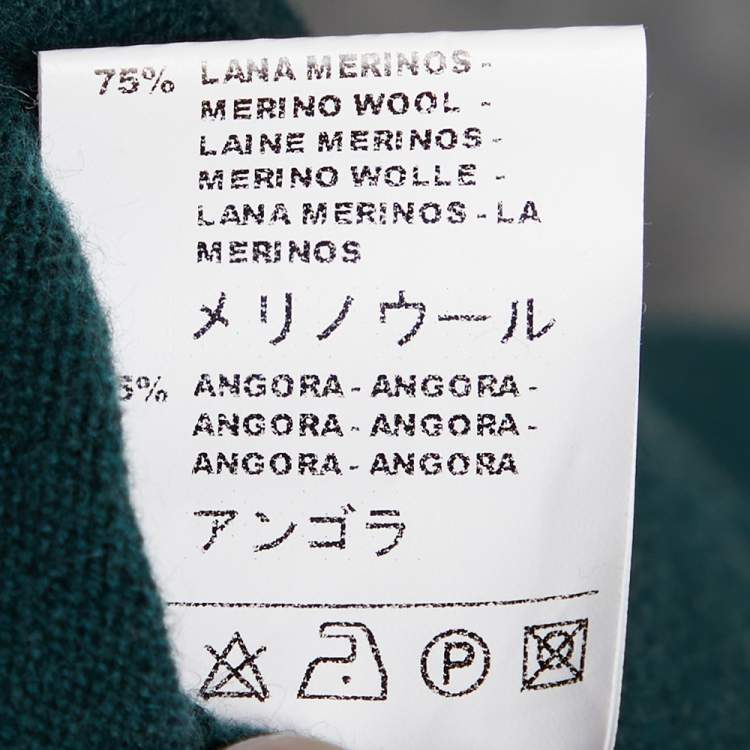 75% LANA MERINOS -
MERINO WOOL -
LAINE MERINOS -
MERINO WOLLE -
LANA MERINOS - LA
MERINOS
メリノウール
5% ANGORA - ANGORA -
ANGORA - ANGORA -
ANGORA - ANGORA
アンゴラ
P